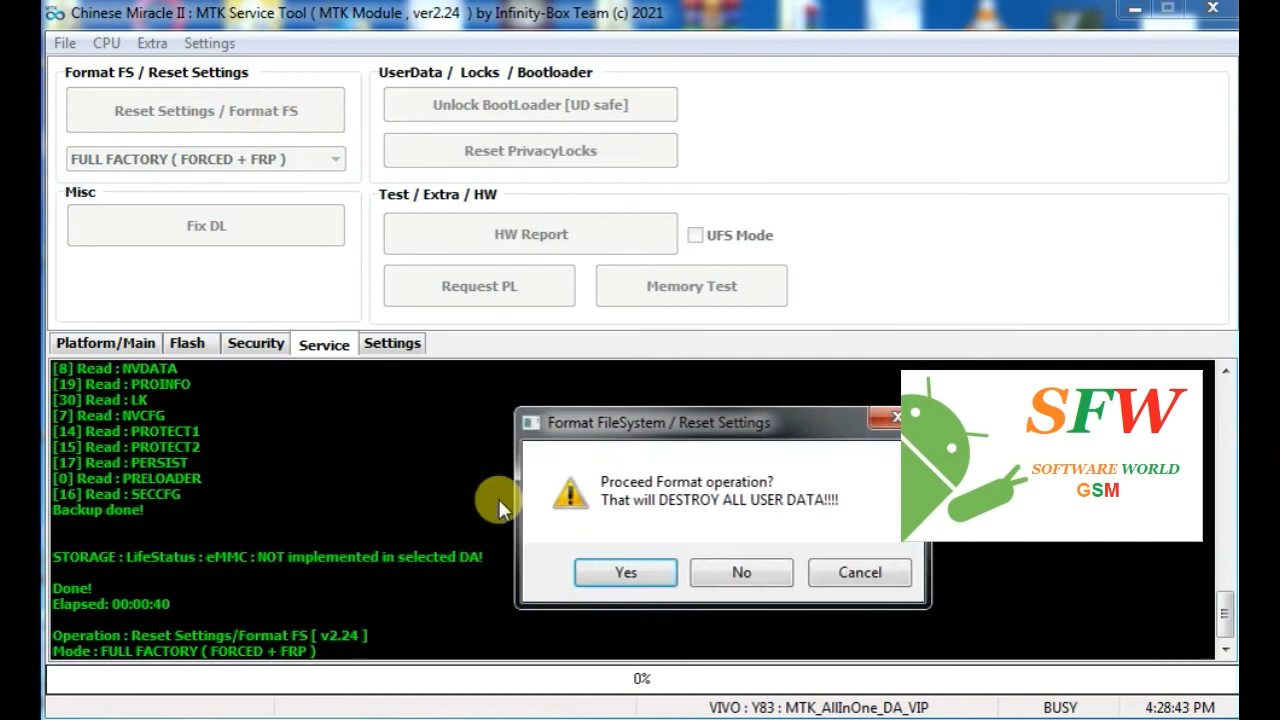 Chinese Miracle II : MTK Service Tool ( MTK Module , ver2.24 ) by Infinity-Box Team (c) 2021
File CPU Extra Settings
Format FS / Reset Settings
Reset Settings / Format FS
FULL FACTORY ( FORCED + FRP )
Misc
Fix DL
UserData / Locks / Bootloader
Unlock BootLoader [UD safe]
Reset PrivacyLocks
Test / Extra / HW
HW Report
UFS Mode
Request PL
Memory Test
Platform/Main Flash Security Service Settings
[8] Read : NVDATA
[19] Read : PROINFO
[30] Read : LK
[7] Read : NVCFG
[14] Read : PROTECT1
[15] Read : PROTECT2
[17] Read : PERSIST
[0] Read : PRELOADER
[16] Read : SECCFG
Backup done!
STORAGE : LifeStatus : eMMC : NOT implemented in selected DA!
Done!
Elapsed: 00:00:40
Operation : Reset Settings/Format FS [ v2.24 ]
Mode : FULL FACTORY ( FORCED + FRP )
Format FileSystem / Reset Settings
Proceed Format operation?
That will DESTROY ALL USER DATA!!!!
Yes No Cancel
SFW
SOFTWARE WORLD
GSM
0%
VIVO : Y83 : MTK_AllInOne_DA_VIP BUSY 4:28:43 PM